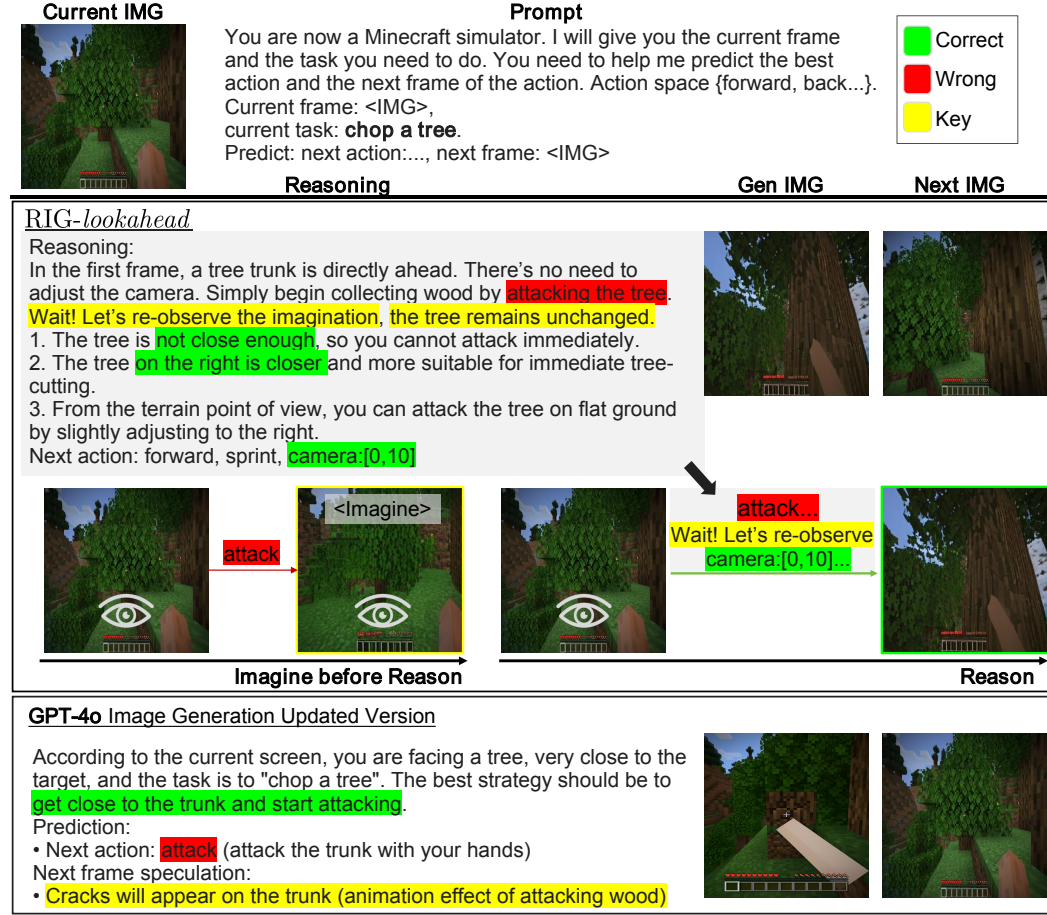 Current IMG
Prompt
You are now a Minecraft simulator. I will give you the current frame
and the task you need to do. You need to help me predict the best
action and the next frame of the action. Action space {forward, back...}.
Current frame: <IMG>,
current task: chop a tree.
Predict: next action:..., next frame: <IMG>
Correct
Wrong
Key
Reasoning
Gen IMG
Next IMG
RIG-lookahead
Reasoning:
In the first frame, a tree trunk is directly ahead. There's no need to
adjust the camera. Simply begin collecting wood by attacking the tree.
Wait! Let's re-observe the imagination, the tree remains unchanged.
1. The tree is not close enough, so you cannot attack immediately.
2. The tree on the right is closer and more suitable for immediate tree-
cutting.
3. From the terrain point of view, you can attack the tree on flat ground
by slightly adjusting to the right.
Next action: forward, sprint, camera:[0,10]
attack
<Imagine>
attack...
Wait! Let's re-observe
camera:[0,10]...
Imagine before Reason
Reason
GPT-4o Image Generation Updated Version
According to the current screen, you are facing a tree, very close to the
target, and the task is to "chop a tree". The best strategy should be to
get close to the trunk and start attacking.
Prediction:
• Next action: attack (attack the trunk with your hands)
Next frame speculation:
• Cracks will appear on the trunk (animation effect of attacking wood)